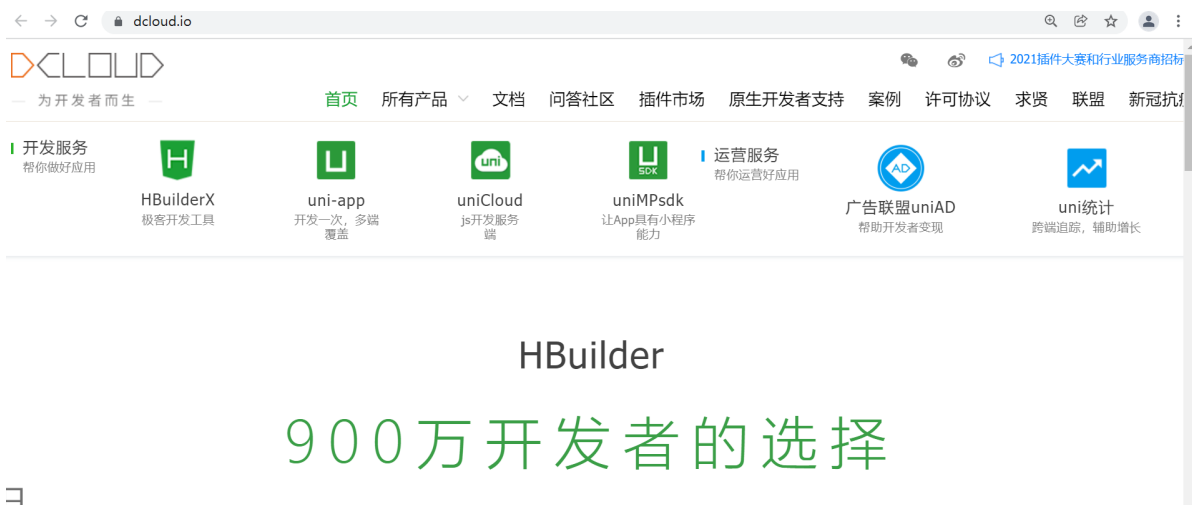 dcloud.io
DCLOUD
— 为开发者而生 —
2021插件大赛和行业服务商招标
首页 所有产品 文档 问答社区 插件市场 原生开发者支持 案例 许可协议 求贤 联盟 新冠抗
开发服务
帮你做好应用
HBuilderX
极客开发工具
uni-app
开发一次，多端
覆盖
uni
uniCloud
js开发服务
端
SDK
uniMPsdk
让App具有小程序
能力
运营服务
帮你运营好应用
AD
广告联盟uniAD
帮助开发者变现
uni统计
跨端追踪，辅助增长
HBuilder
900万开发者的选择